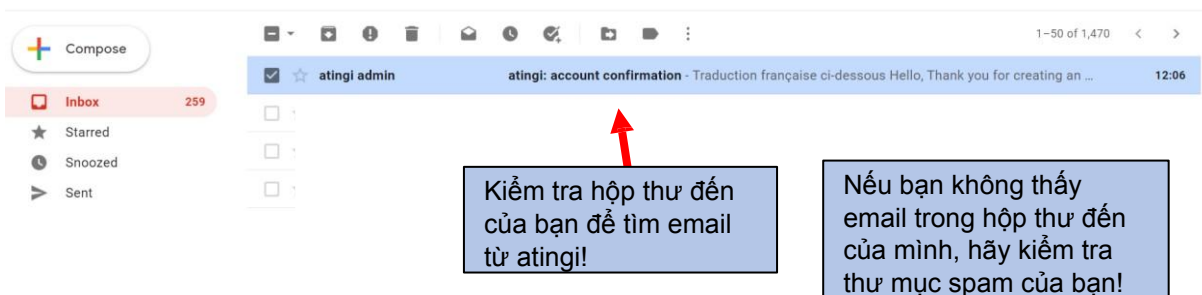 Compose
1–50 of 1,470
atingi admin atingi: account confirmation - Traduction française ci-dessous Hello, Thank you for creating an ... 12:06
Inbox 259
Starred
Snoozed
Sent
Kiểm tra hộp thư đến
của bạn để tìm email
từ atingi!
Nếu bạn không thấy
email trong hộp thư đến
của mình, hãy kiểm tra
thư mục spam của bạn!